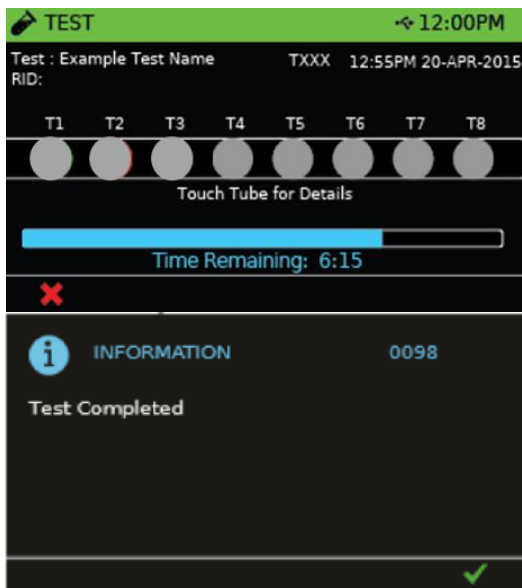 TEST 12:00PM
Test : Example Test Name TXXX 12:55PM 20-APR-2015
RID:
T1 T2 T3 T4 T5 T6 T7 T8
Touch Tube for Details
Time Remaining: 6:15
INFORMATION 0098
Test Completed